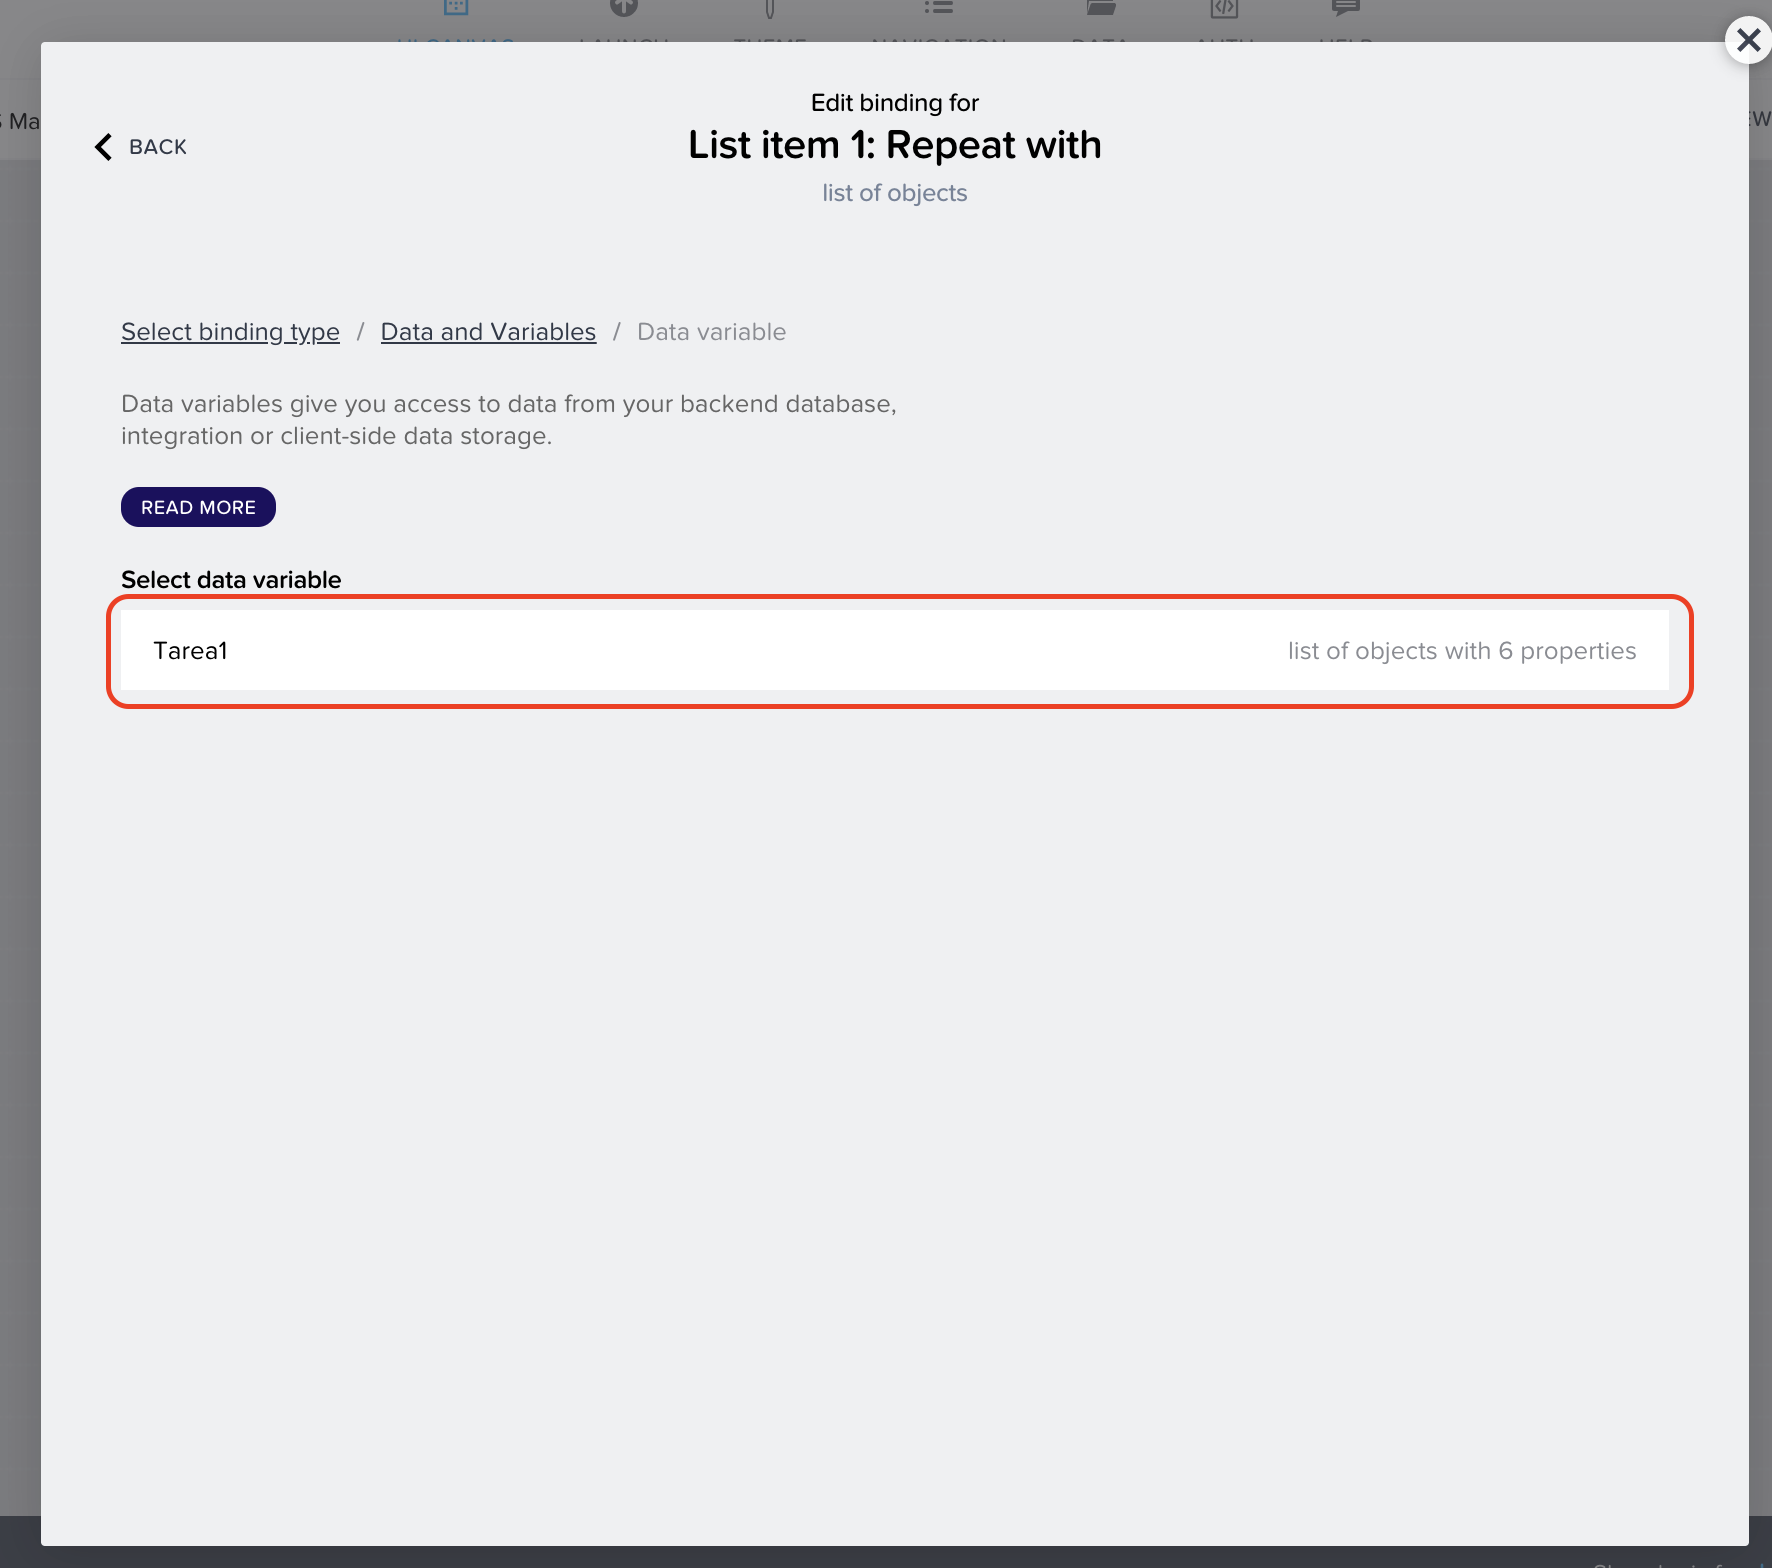 Edit binding for
BACK
List item 1: Repeat with
list of objects
Select binding type / Data and Variables / Data variable
Data variables give you access to data from your backend database,
integration or client-side data storage.
READ MORE
Select data variable
Tarea1 list of objects with 6 properties